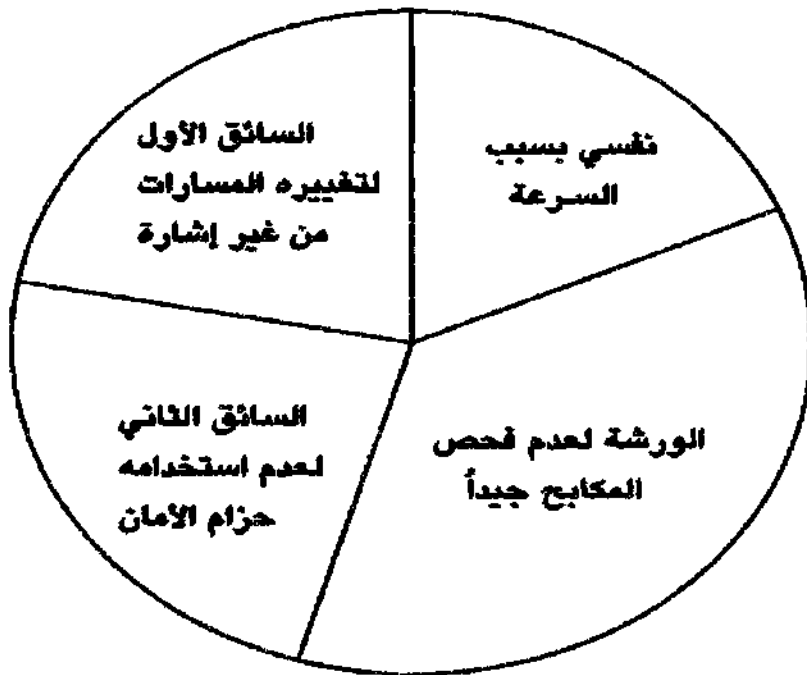 نفسي بسبب
السرعة
السائق الأول
لتغييره المسارات
من غير إشارة
الورشة لعدم فحص
المكابح جيداً
السائق الثاني
لعدم استخدامه
حزام الأمان